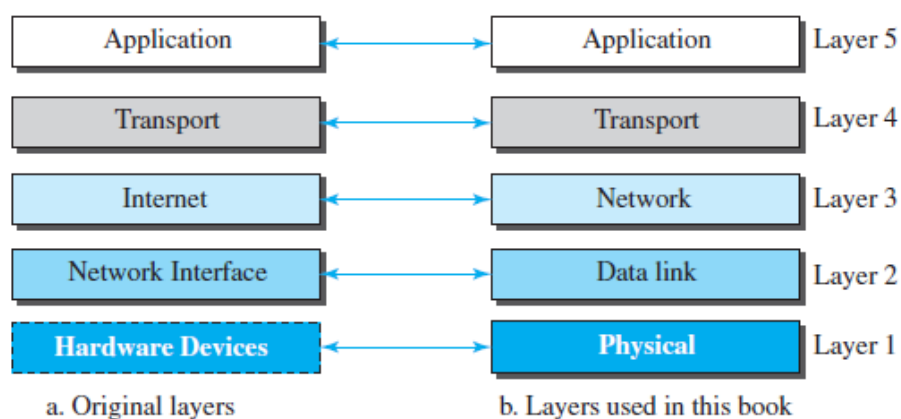 Application Application Layer 5
Transport Transport Layer 4
Internet Network Layer 3
Network Interface Data link Layer 2
Hardware Devices Physical Layer 1
a. Original layers b. Layers used in this book